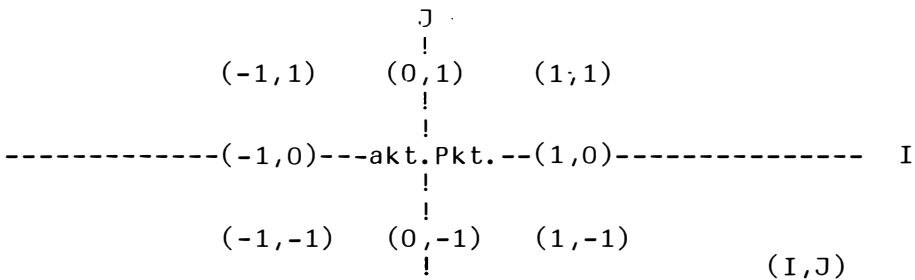 J
!
(-1,1) (0,1) (1,1)
!
!
-------------(-1,0)---akt.Pkt.--(1,0)--------------- I
!
!
(-1,-1) (0,-1) (1,-1)
! (I,J)